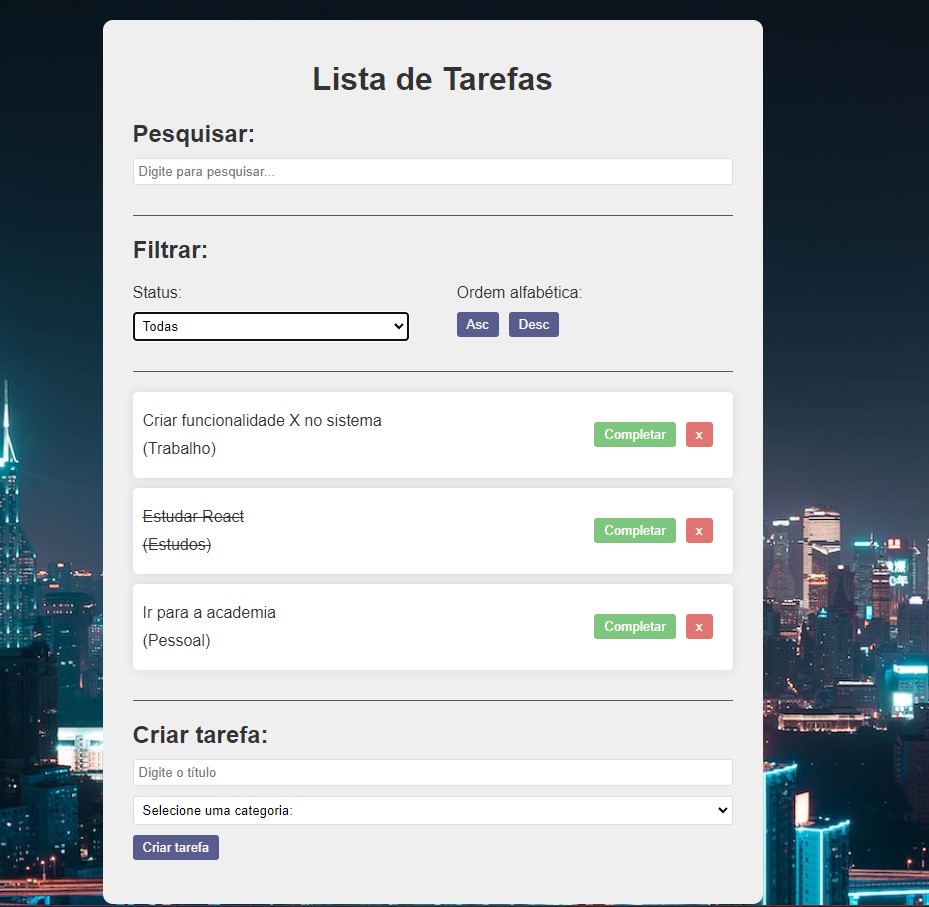 Lista de Tarefas
Pesquisar:
Digite para pesquisar...
Filtrar:
Status:
Ordem alfabética:
Todas
Asc
Desc
Criar funcionalidade X no sistema
(Trabalho)
Completar
x
Estudar React
(Estudos)
Completar
x
Ir para a academia
(Pessoal)
Completar
x
Criar tarefa:
Digite o título
Selecione uma categoria:
Criar tarefa